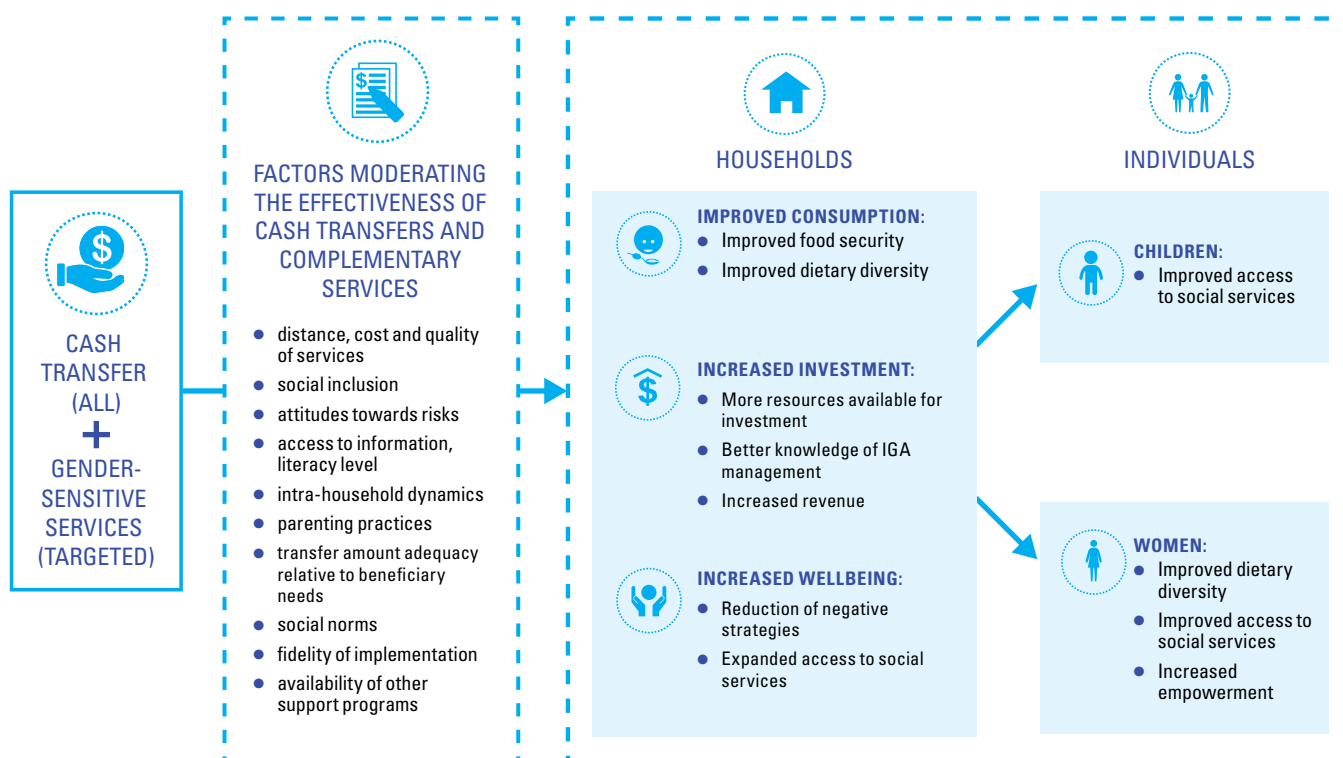 CASH
TRANSFER
(ALL)
+
GENDER-
SENSITIVE
SERVICES
(TARGETED)
$
FACTORS MODERATING
THE EFFECTIVENESS OF
CASH TRANSFERS AND
COMPLEMENTARY
SERVICES
● distance, cost and quality
of services
● social inclusion
● attitudes towards risks
● access to information,
literacy level
● intra-household dynamics
● parenting practices
● transfer amount adequacy
relative to beneficiary
needs
● social norms
● fidelity of implementation
● availability of other
support programs
$
HOUSEHOLDS
IMPROVED CONSUMPTION:
● Improved food security
● Improved dietary diversity
$
INCREASED INVESTMENT:
● More resources available for
investment
● Better knowledge of IGA
management
● Increased revenue
INCREASED WELLBEING:
● Reduction of negative
strategies
● Expanded access to social
services
INDIVIDUALS
CHILDREN:
● Improved access
to social services
WOMEN:
● Improved dietary
diversity
● Improved access to
social services
● Increased
empowerment